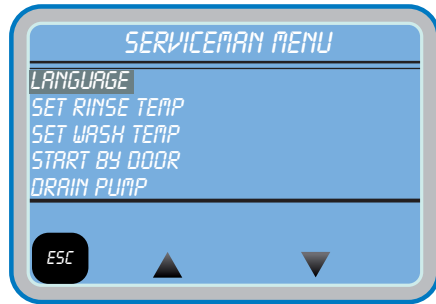 SERVICEMAN MENU
LANGUAGE
SET RINSE TEMP
SET WASH TEMP
START BY DOOR
DRAIN PUMP
ESC